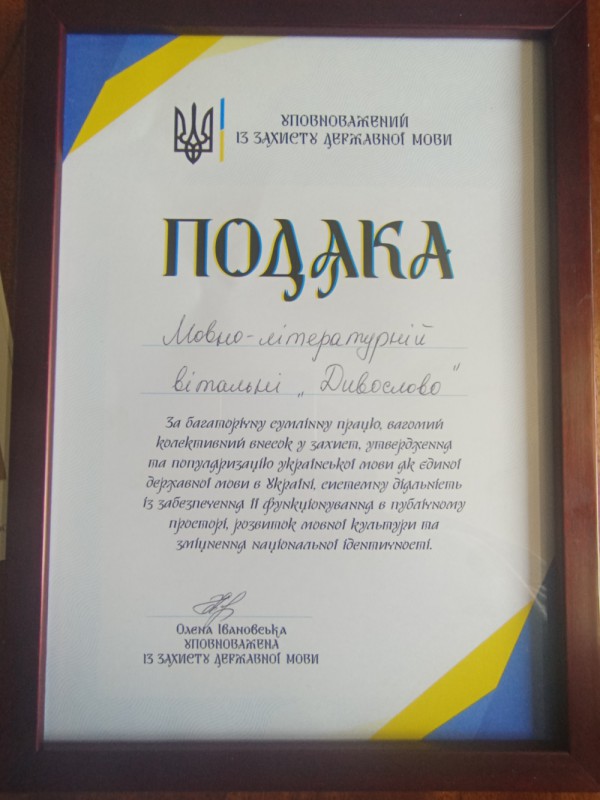 УПОВНОВАЖЕНИЙ
ІЗ ЗАХИСТУ ДЕРЖАВНОЇ МОВИ
ПОДЯКА
Мовно-літературній
вітальні „Дивослово"
За багаторічну сумлінну працю, вагомий
колективний внесок у захист, утвердження
та популяризацію української мови як єдиної
державної мови в Україні, системну діяльність
із забезпечення її функціонування в публічному
просторі, розвиток мовної культури та
зміцнення національної ідентичності.
Олена Івановська
УПОВНОВАЖЕНА
ІЗ ЗАХИСТУ ДЕРЖАВНОЇ МОВИ